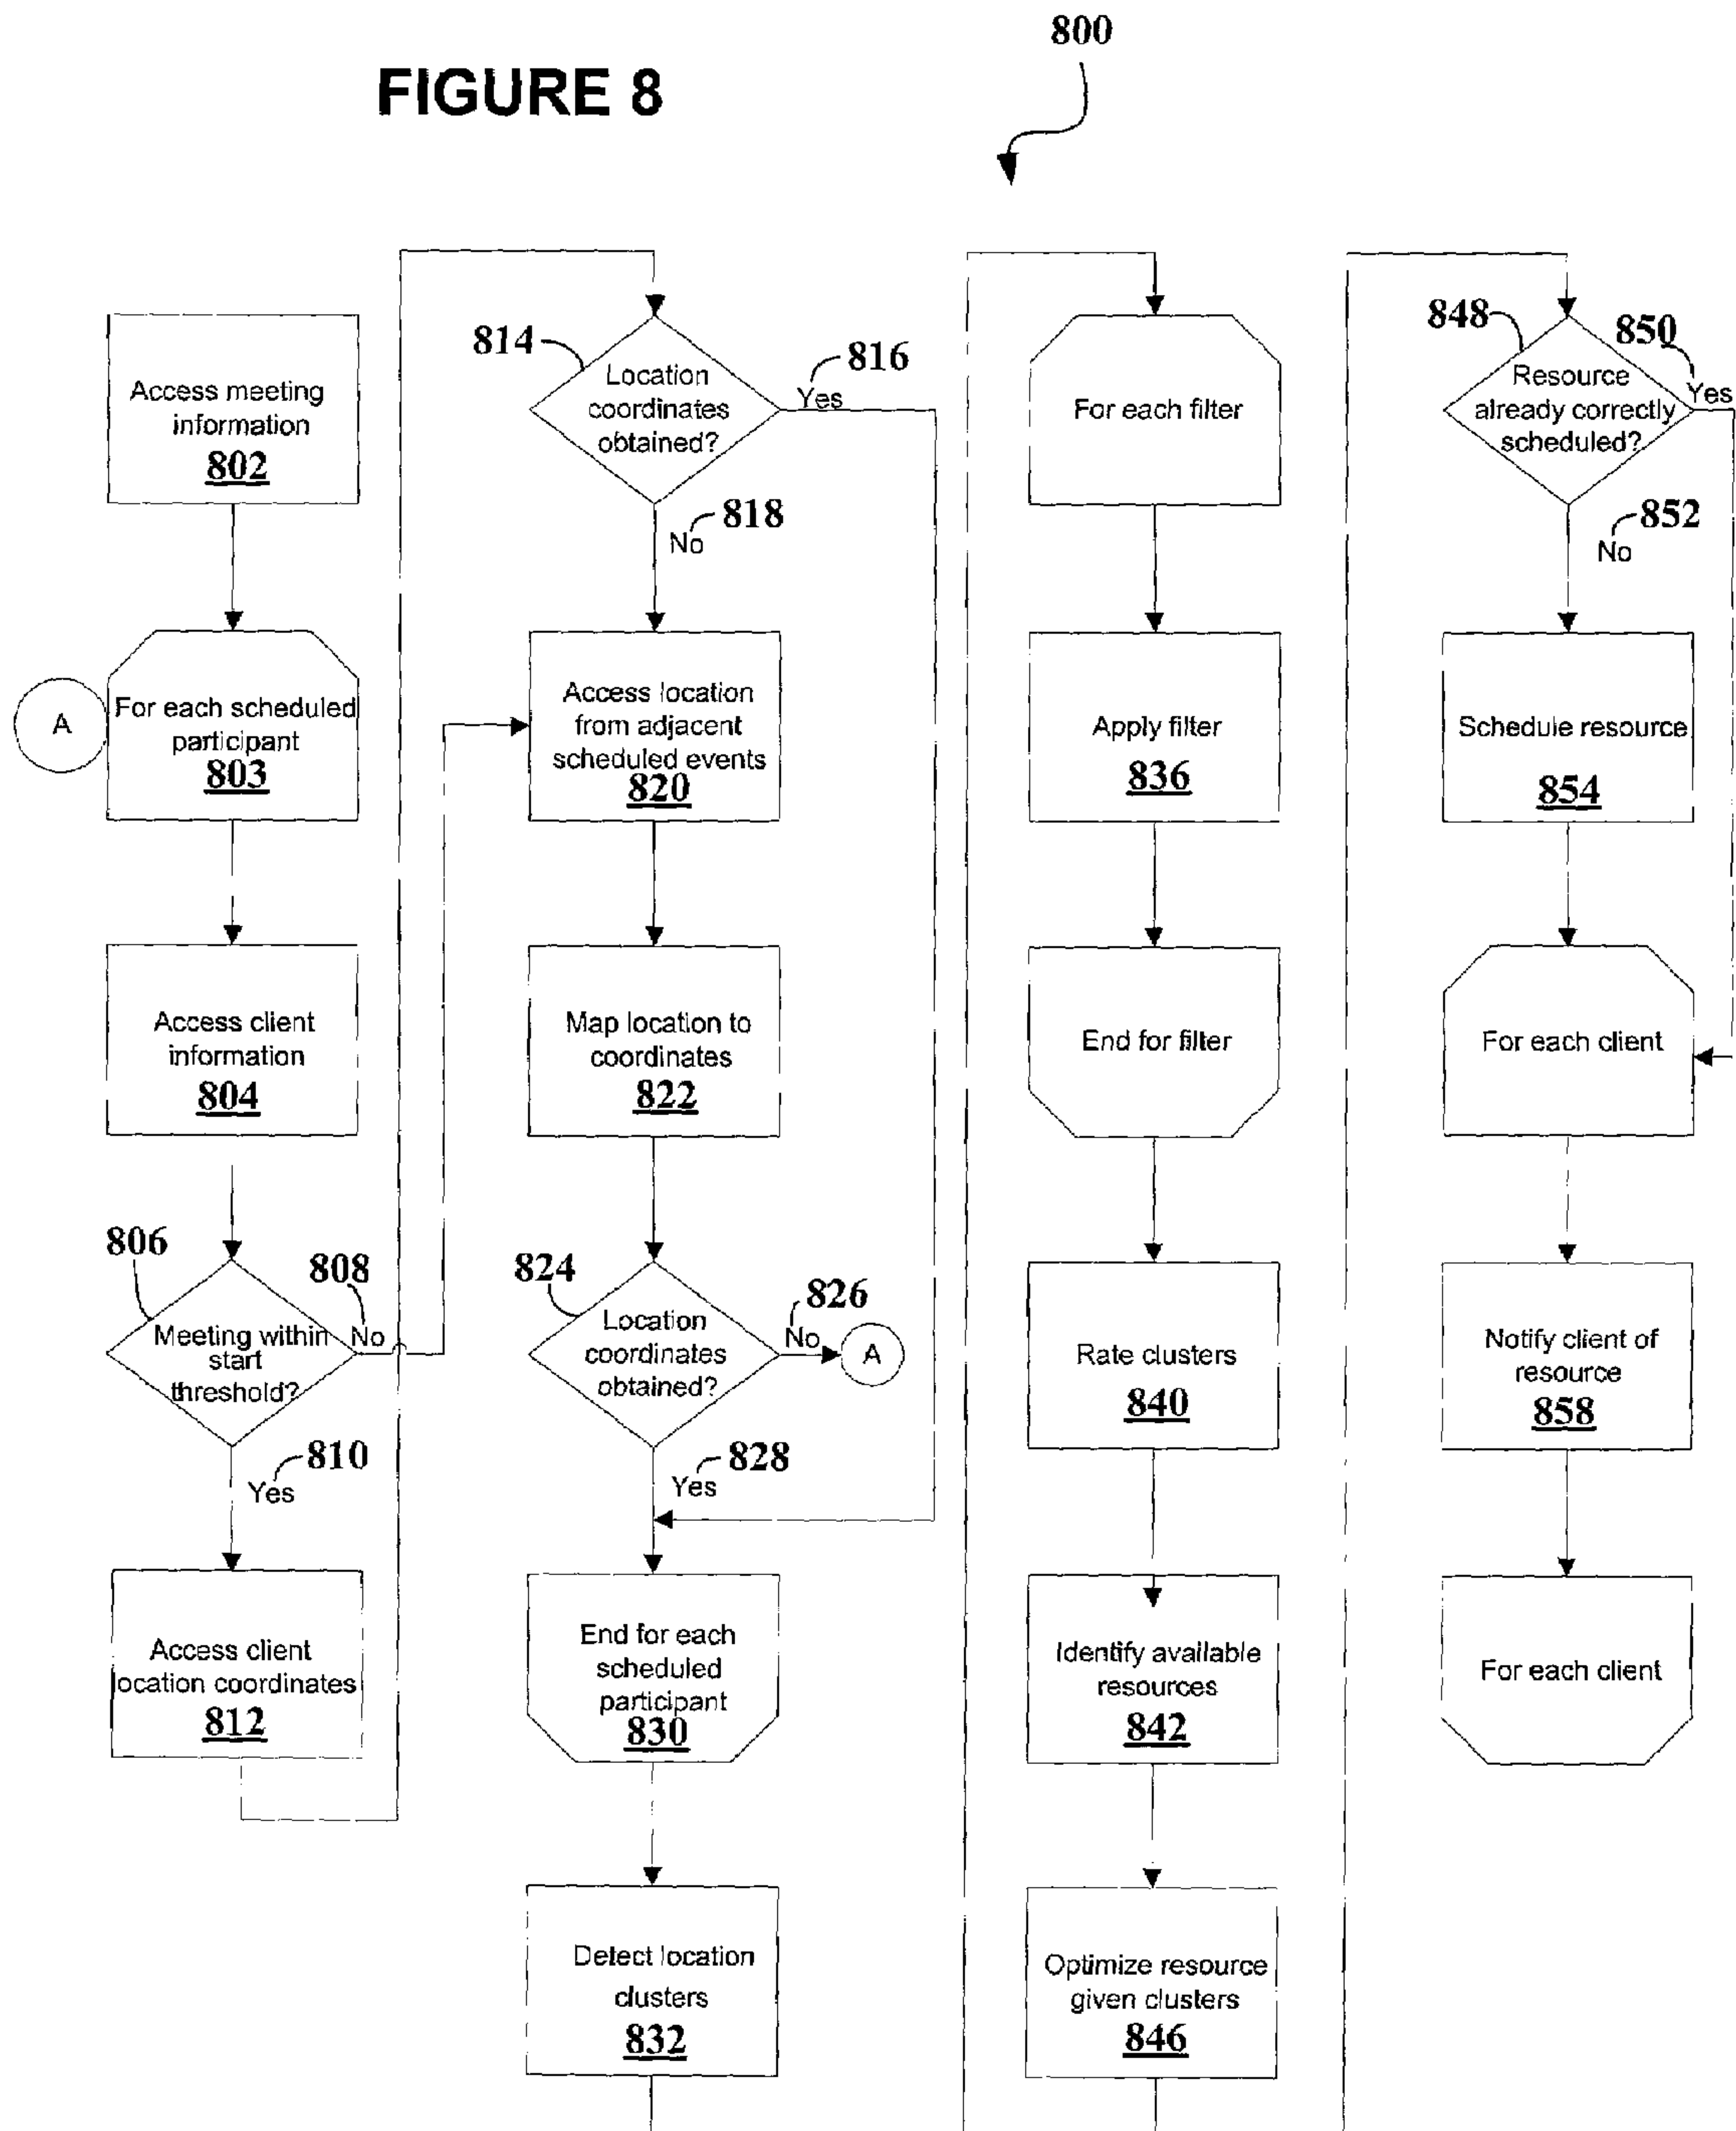 800
FIGURE 8
Access meeting
information
802
A
For each scheduled
participant
803
Access client
information
804
806
808
Meeting within
start
threshold?
No
810
Yes
Access client
location coordinates
812
814
816
Location
coordinates
obtained?
Yes
818
No
Access location
from adjacent
scheduled events
820
Map location to
coordinates
822
824
826
Location
coordinates
obtained?
No
A
828
Yes
End for each
scheduled
participant
830
Detect location
clusters
832
For each filter
Apply filter
836
End for filter
Rate clusters
840
Identify available
resources
842
Optimize resource
given clusters
846
848
850
Resource
already correctly
scheduled?
Yes
852
No
Schedule resource
854
For each client
Notify client of
resource
858
For each client